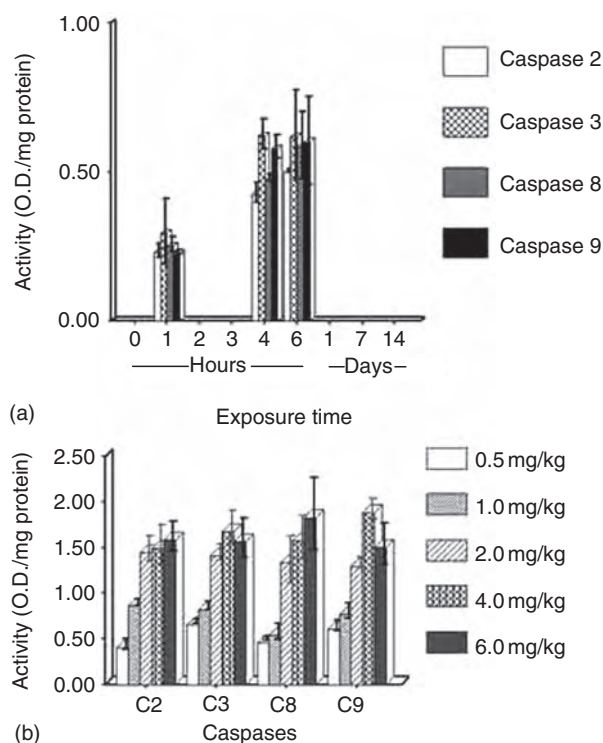 1.00
0.50
0.00
Activity (O.D./mg protein)
Caspase 2
Caspase 3
Caspase 8
Caspase 9
0 1 2 3 4 6 1 7 14
Hours Days
(a) Exposure time
2.50
2.00
1.50
1.00
0.50
0.00
Activity (O.D./mg protein)
0.5 mg/kg
1.0 mg/kg
2.0 mg/kg
4.0 mg/kg
6.0 mg/kg
C2 C3 C8 C9
(b) Caspases